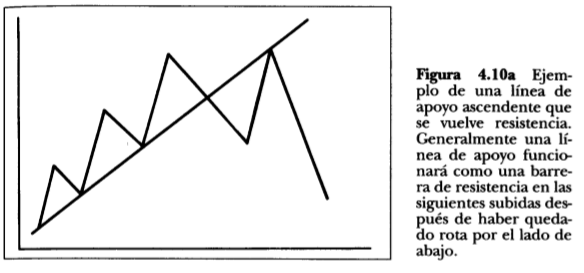 Figura 4.10a Ejem-
plo de una línea de
apoyo ascendente que
se vuelve resistencia.
Generalmente una lí-
nea de apoyo funcio-
nará como una barre-
ra de resistencia en las
siguientes subidas des-
pués de haber queda-
do rota por el lado de
abajo.